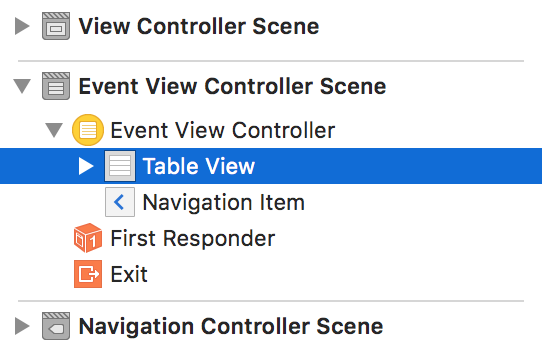 View Controller Scene
Event View Controller Scene
Event View Controller
Table View
Navigation Item
First Responder
Exit
Navigation Controller Scene